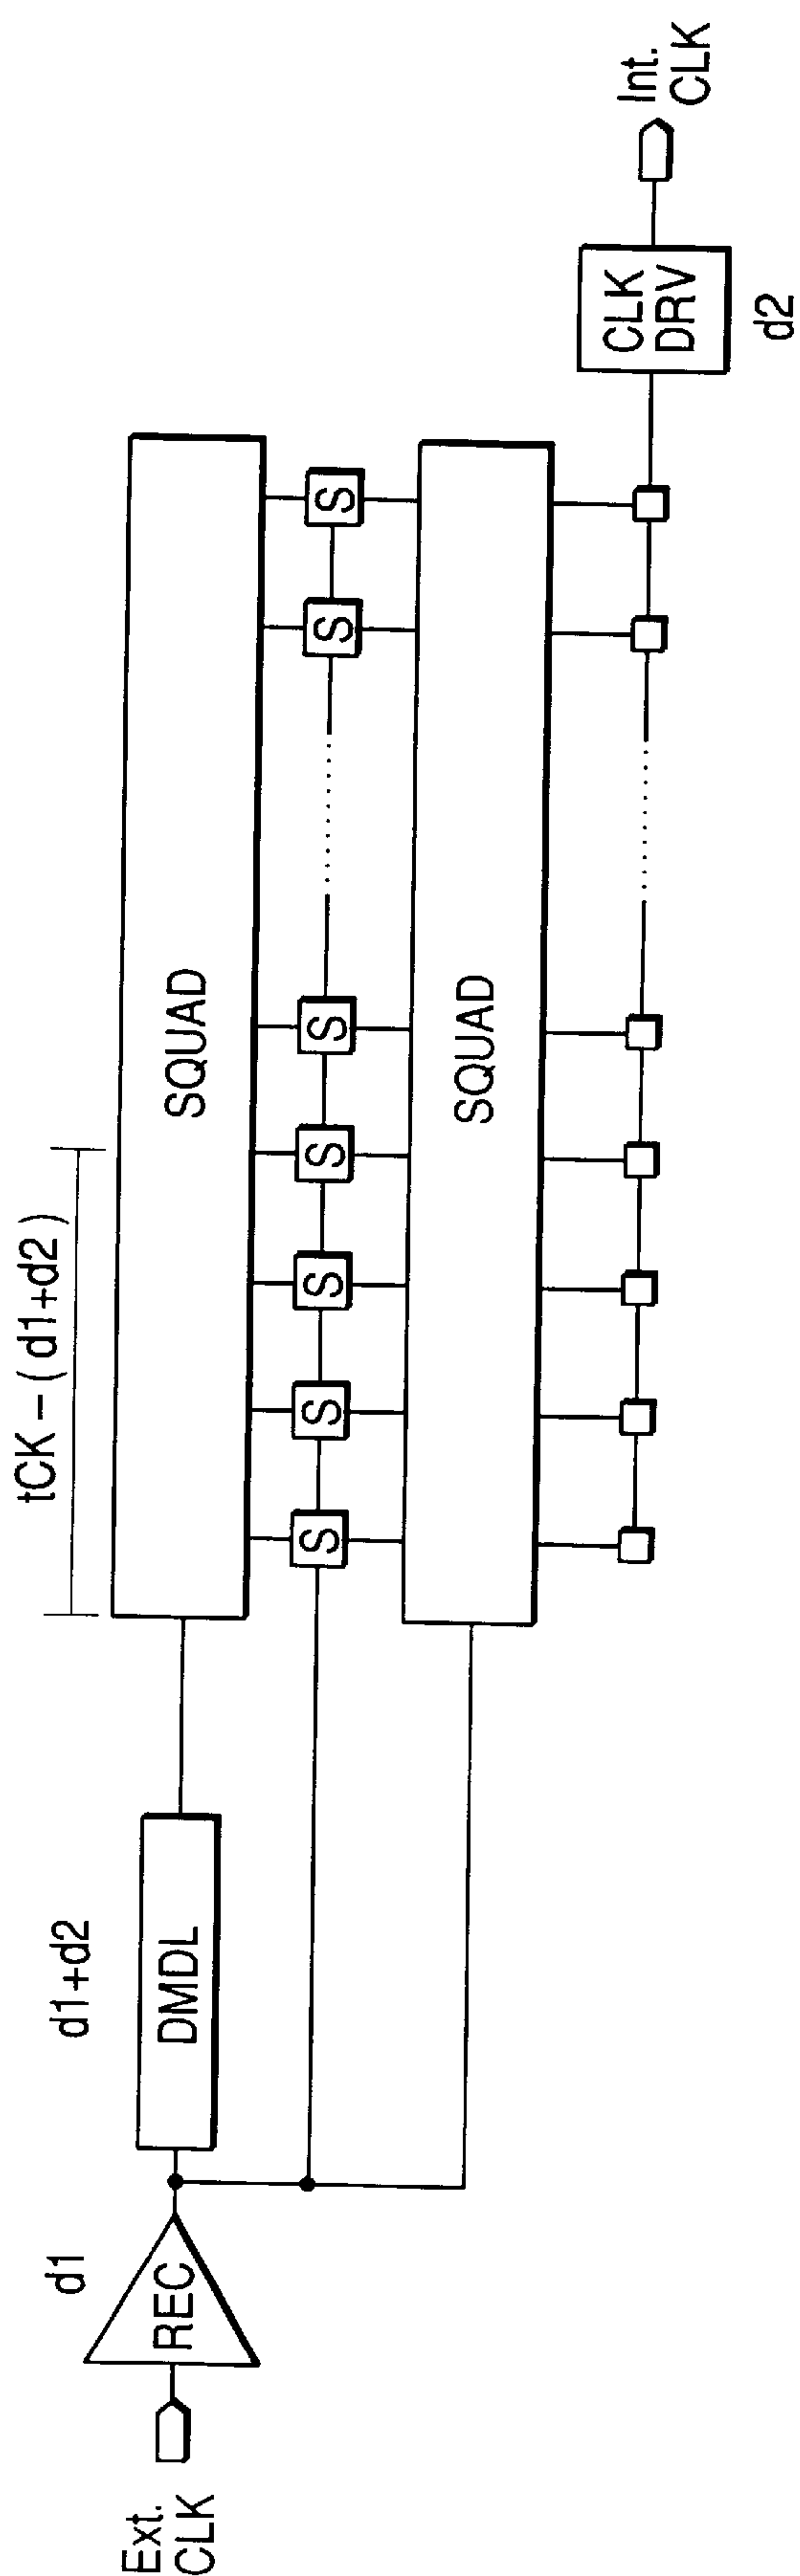 Ext.
CLK
d1
REC
d1+d2
DMDL
tCK-(d1+d2)
SQUAD
S S S S S S S
SQUAD
CLK
DRV
d2
Int.
CLK